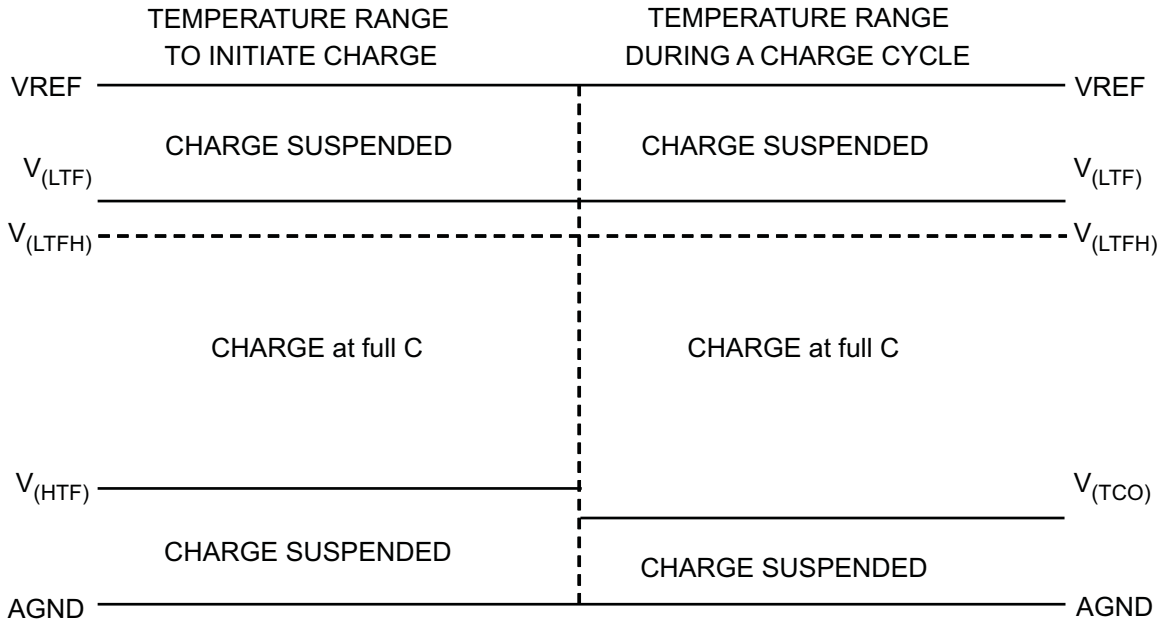 TEMPERATURE RANGE
TO INITIATE CHARGE
TEMPERATURE RANGE
DURING A CHARGE CYCLE
VREF
VREF
CHARGE SUSPENDED
CHARGE SUSPENDED
V(LTF)
V(LTF)
V(LTFH)
V(LTFH)
CHARGE at full C
CHARGE at full C
V(HTF)
V(TCO)
CHARGE SUSPENDED
CHARGE SUSPENDED
AGND
AGND